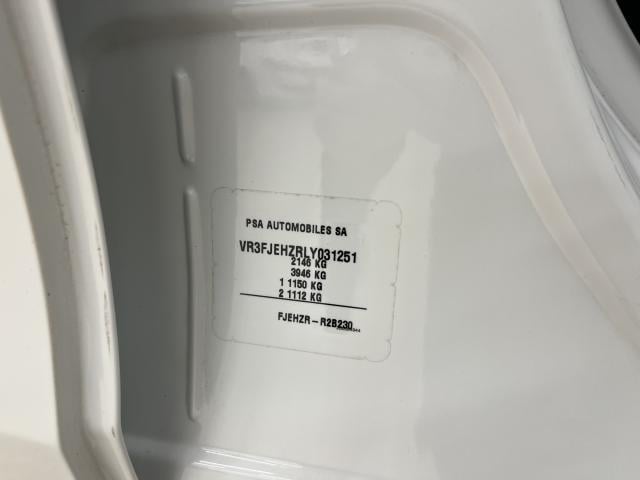 PSA AUTOMOBILES SA
VR3FJEHZRLY031251
2146 KG
3946 KG
1 1150 KG
2 1112 KG
FJEHZR-R2B230